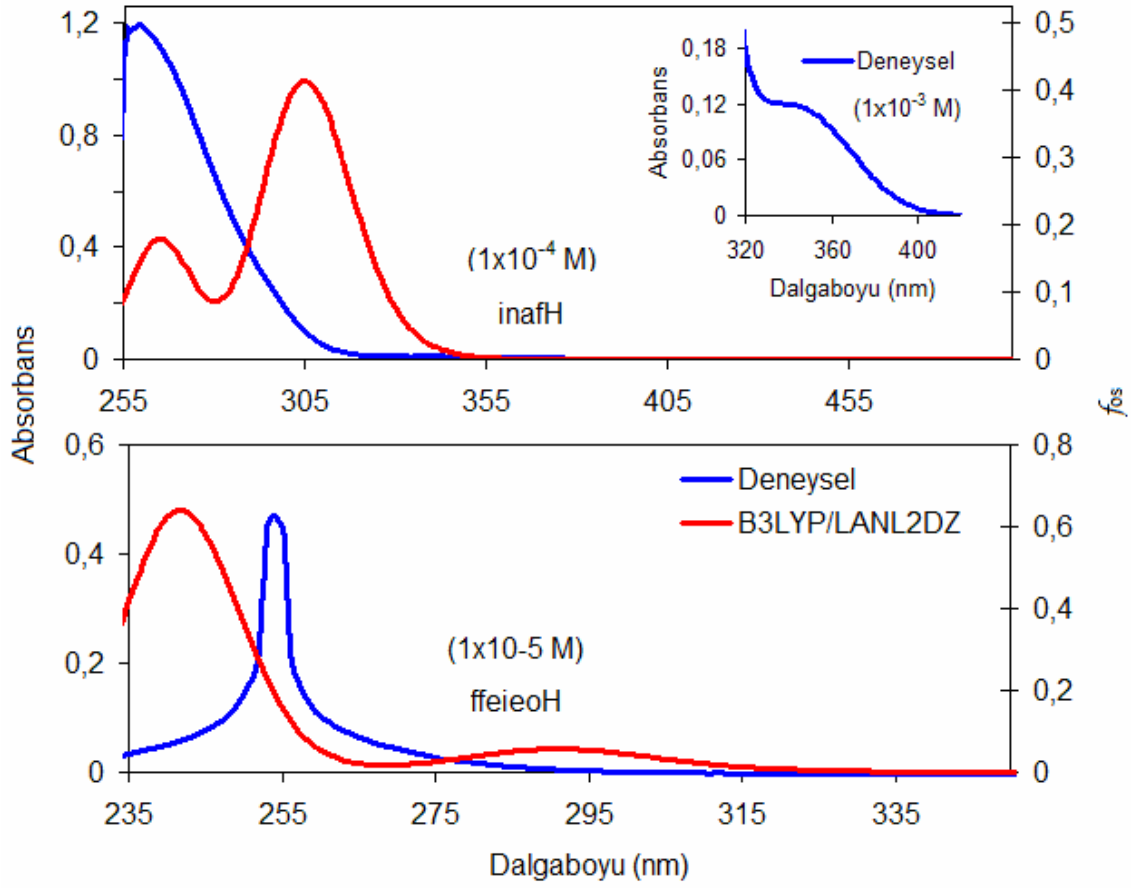 1,2
0,8
0,4
0
0,5
0,4
0,3
0,2
0,1
0
0,18
0,12
0,06
0
Absorbans
Deneysel
(1x10⁻³ M)
320
360
400
Dalgaboyu (nm)
(1x10⁻⁴ M)
inafH
255
305
355
405
455
Absorbans
fos
0,6
0,4
0,2
0
0,8
0,6
0,4
0,2
0
Deneysel
B3LYP/LANL2DZ
(1x10-5 M)
ffeieoH
235
255
275
295
315
335
Dalgaboyu (nm)